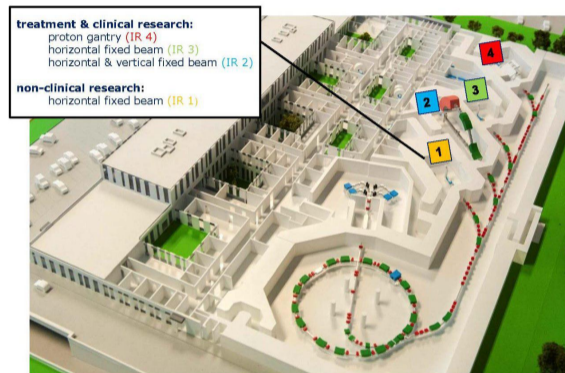 treatment & clinical research:
proton gantry (IR 4)
horizontal fixed beam (IR 3)
horizontal & vertical fixed beam (IR 2)
non-clinical research:
horizontal fixed beam (IR 1)
4
3
2
1